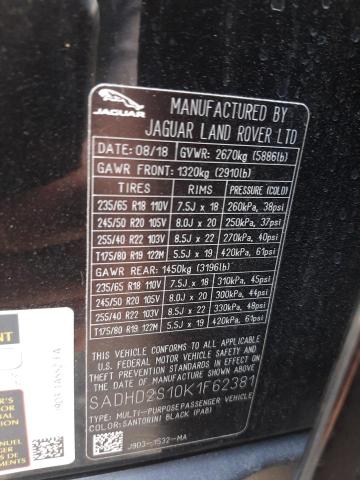 JAGUAR
MANUFACTURED BY
JAGUAR LAND ROVER LTD
DATE: 08/18 GVWR: 2670kg (5886lb)
GAWR FRONT: 1320kg (2910lb)
TIRES RIMS PRESSURE (COLD)
235/65 R18 110V 7.5J x 18 260kPa, 38psi
245/50 R20 105V 8.0J x 20 250kPa, 37psi
255/40 R22 103V 8.5J x 22 270kPa, 40psi
T175/80 R19 122M 5.5J x 19 420kPa, 61psi
GAWR REAR: 1450kg (3196lb)
235/65 R18 110V 7.5J x 18 310kPa, 45psi
245/50 R20 105V 8.0J x 20 300kPa, 44psi
255/40 R22 103V 8.5J x 22 330kPa, 48psi
T175/80 R19 122M 5.5J x 19 420kPa, 61psi
THIS VEHICLE CONFORMS TO ALL APPLICABLE
FEDERAL MOTOR VEHICLE SAFETY STANDARDS
IN EFFECT ON THE DATE OF MANUFACTURE
SHOWN ABOVE.
SADHD2S10K1F62381
TYPE: MULTI-PURPOSE PASSENGER VEHICLE
COLOR: SANTORINI BLACK (PAB)
J9D3-.1532-MA